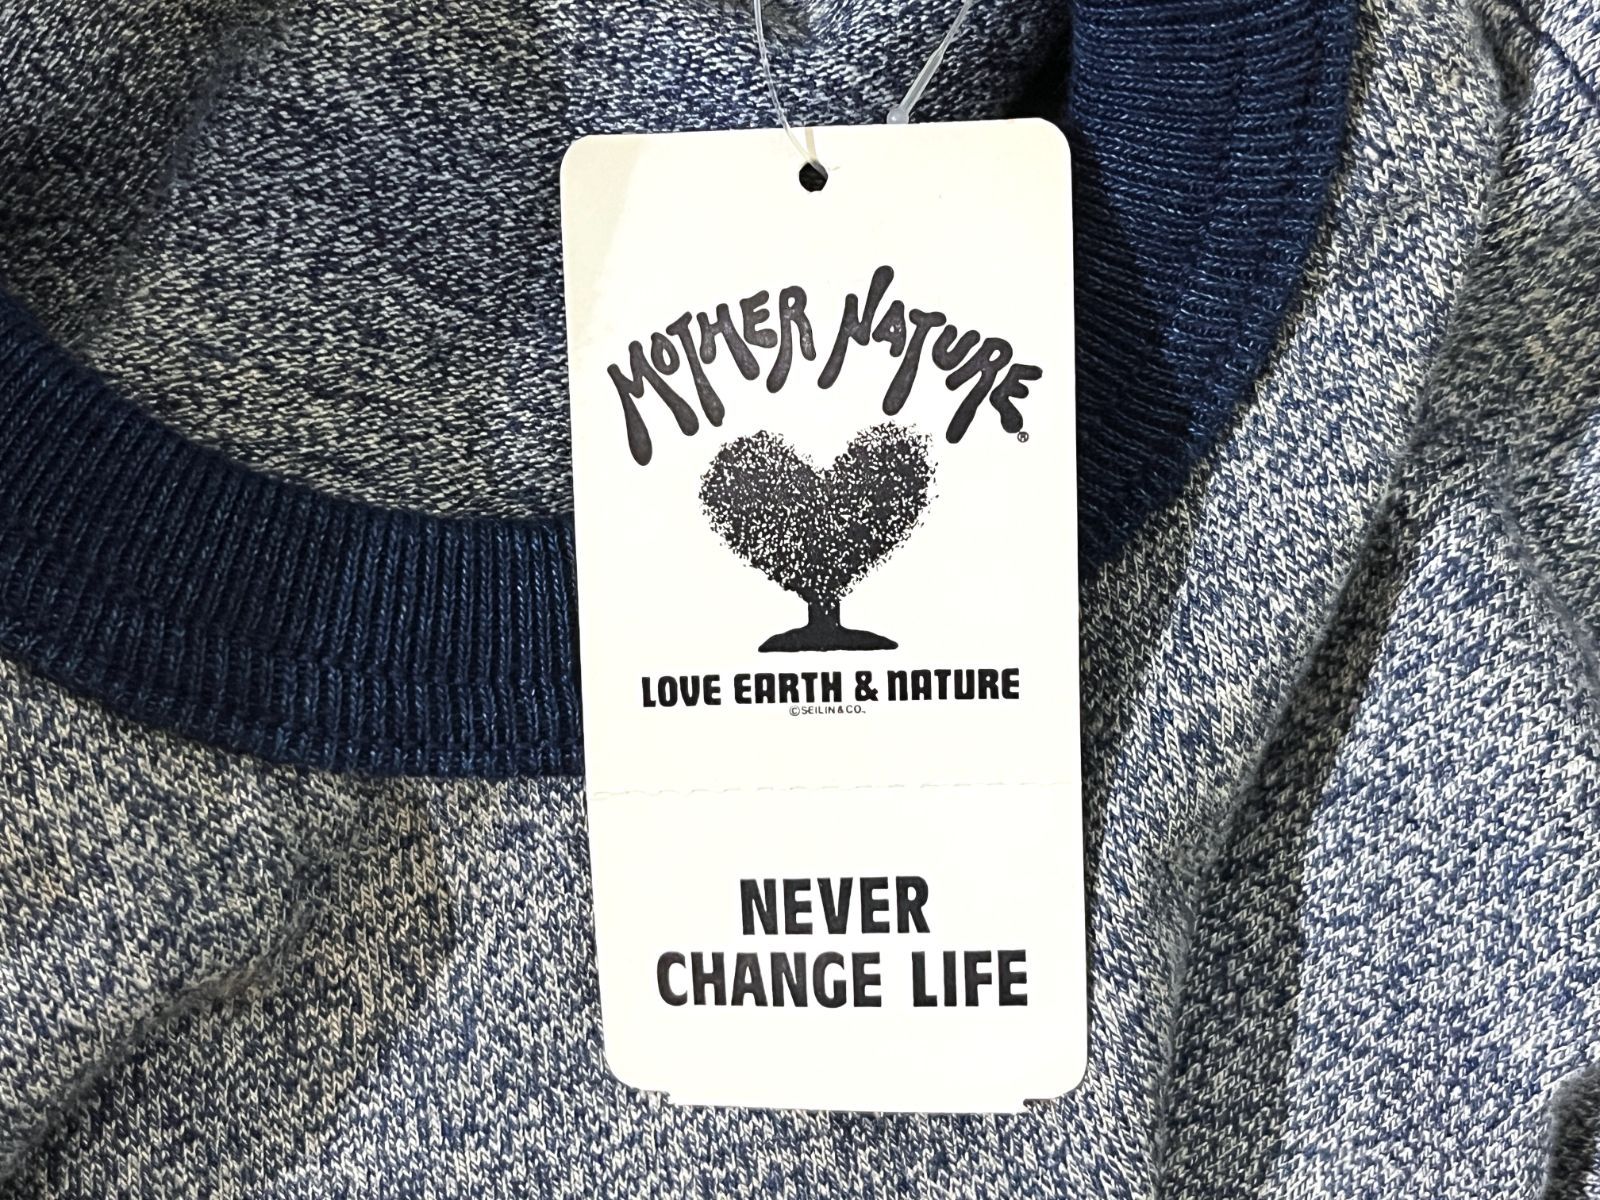 MOTHER NATURE®
LOVE EARTH & NATURE
©SEILIN & CO.,
NEVER
CHANGE LIFE